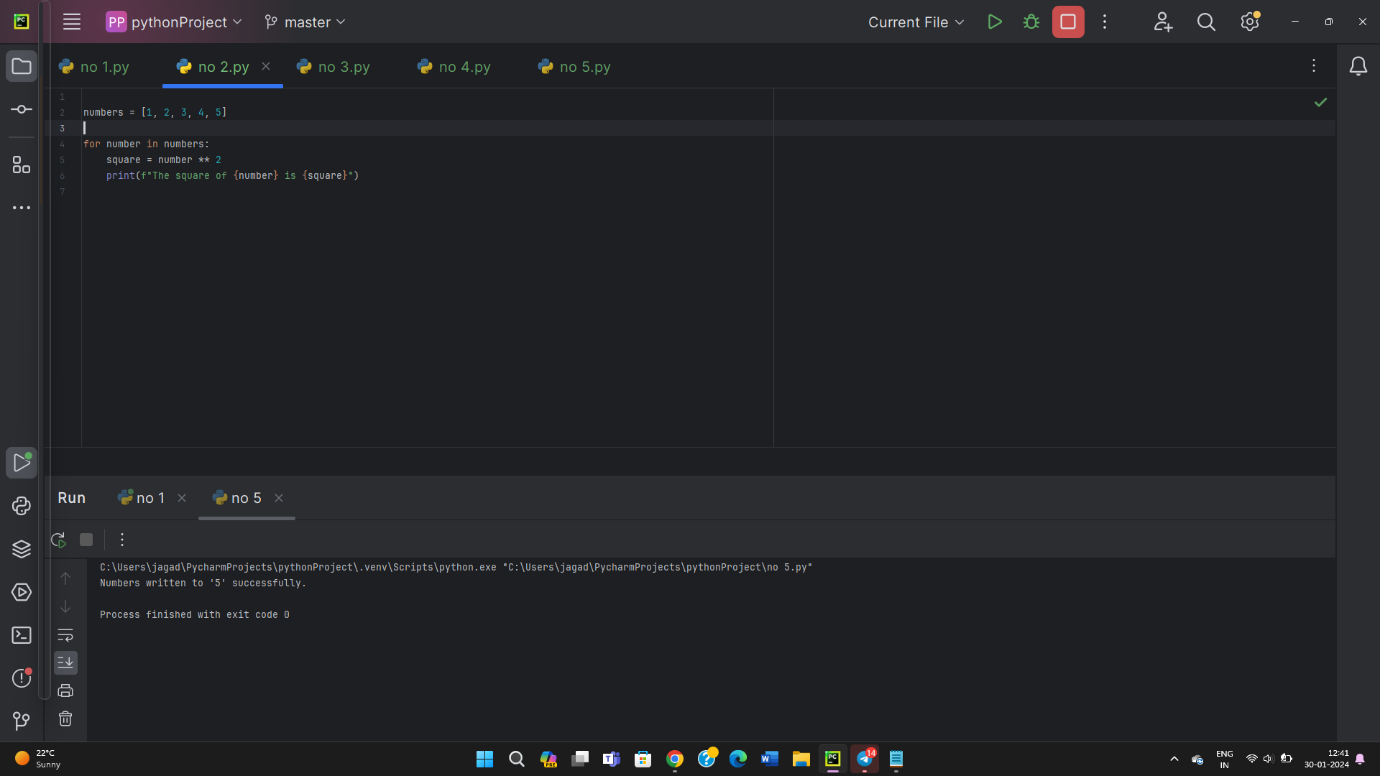 PP pythonProject master Current File
no 1.py no 2.py no 3.py no 4.py no 5.py
1
2 numbers = [1, 2, 3, 4, 5]
3
4 for number in numbers:
5 square = number ** 2
6 print(f"The square of {number} is {square}")
7
Run no 1 no 5
C:\Users\jagad\PycharmProjects\pythonProject\.venv\Scripts\python.exe "C:\Users\jagad\PycharmProjects\pythonProject\no 5.py"
Numbers written to '5' successfully.
Process finished with exit code 0
22°C
Sunny
14
ENG
IN
12:41
30-01-2024